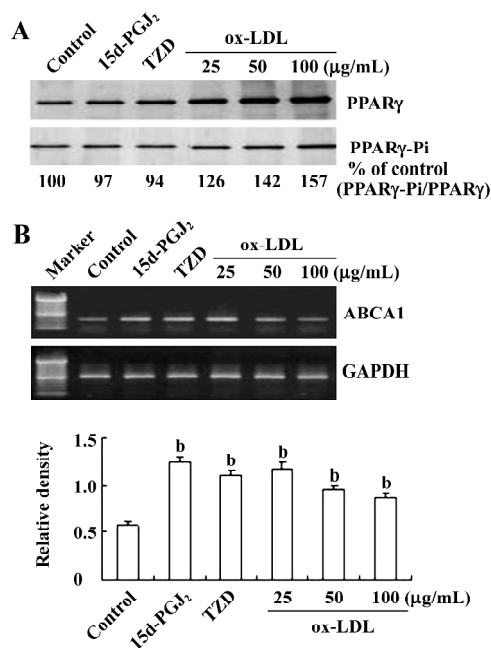 A
Control
15d-PGJ2
TZD
ox-LDL
25 50 100 (μg/mL)
PPARγ
PPARγ-Pi
100 97 94 126 142 157
% of control
(PPARγ-Pi/PPARγ)
B
Marker
Control
15d-PGJ2
TZD
ox-LDL
25 50 100 (μg/mL)
ABCA1
GAPDH
Relative density
1.5
1.0
0.5
0
b b b b b
Control
15d-PGJ2
TZD
25 50 100 (μg/mL)
ox-LDL